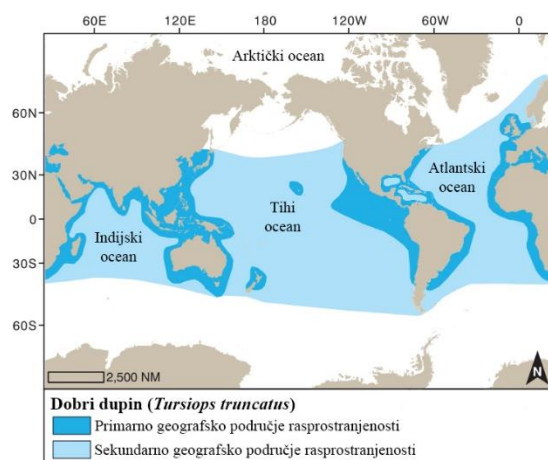 60E 120E 180 120W 60W 0
Arktički ocean
60N
30N
0
30S
60S
Atlantski
ocean
Tihi
ocean
Indijski
ocean
2,500 NM
N
Dobri dupin (Tursiops truncatus)
Primarno geografsko područje rasprostranjenosti
Sekundarno geografsko područje rasprostranjenosti